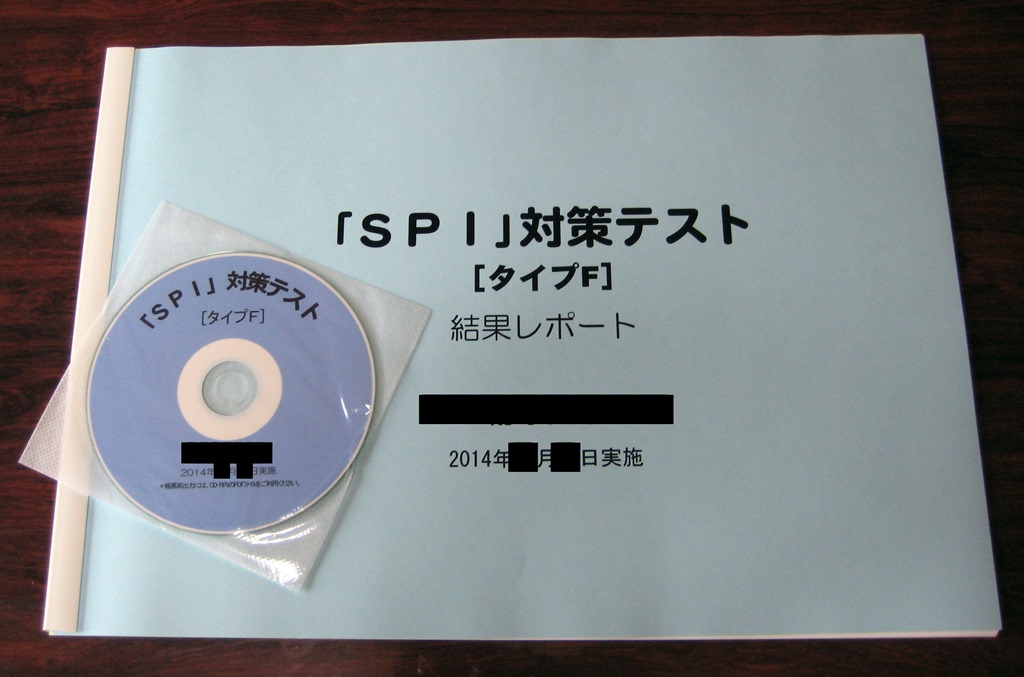 「ＳＰＩ」対策テスト
［タイプF］
結果レポート
2014年 月 日実施
「ＳＰＩ」対策テスト
［タイプF］
2014年 月 日実施